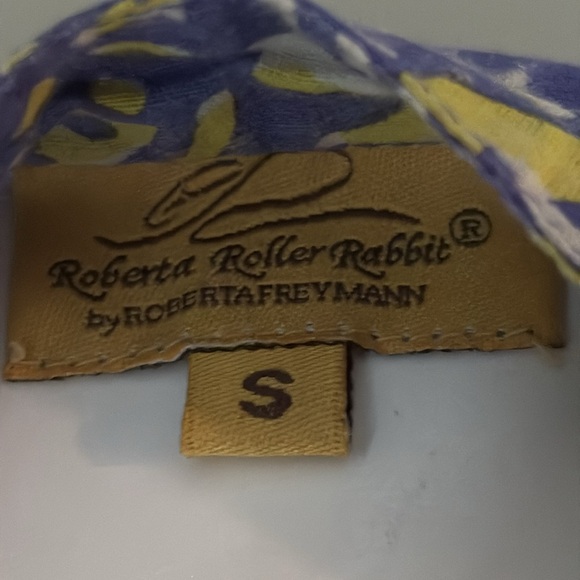 Roberta Roller Rabbit®
by ROBERTAFREYMANN
S